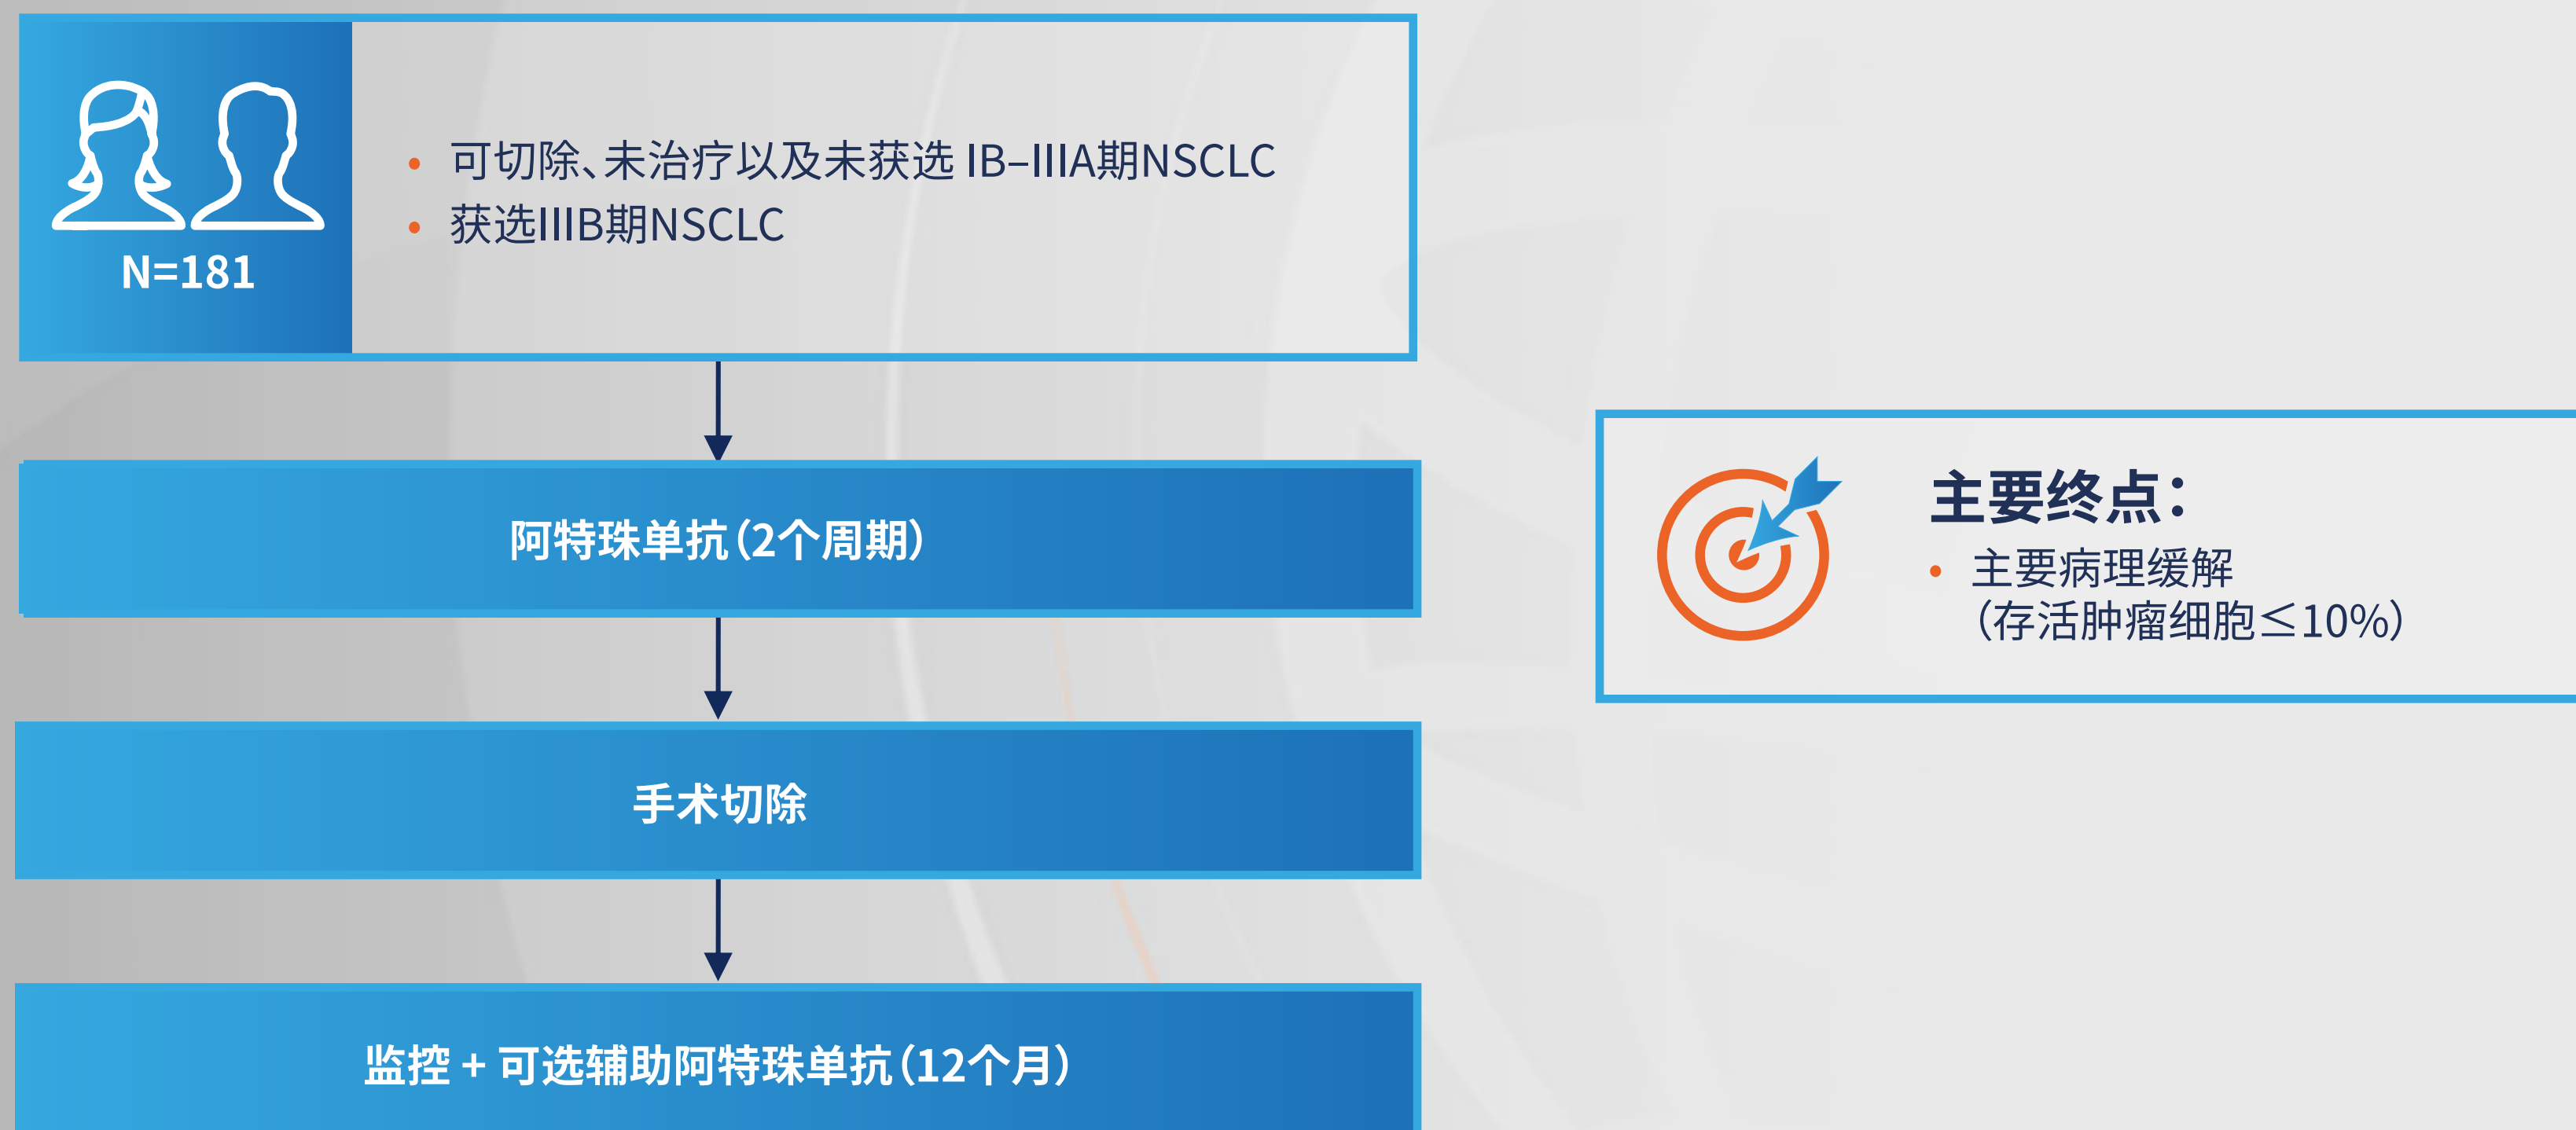 N=181
• 可切除、未治疗以及未获选 IB–IIIA期NSCLC
• 获选IIIB期NSCLC
阿特珠单抗（2个周期）
手术切除
监控 + 可选辅助阿特珠单抗（12个月）
主要终点：
• 主要病理缓解
（存活肿瘤细胞≤10%）